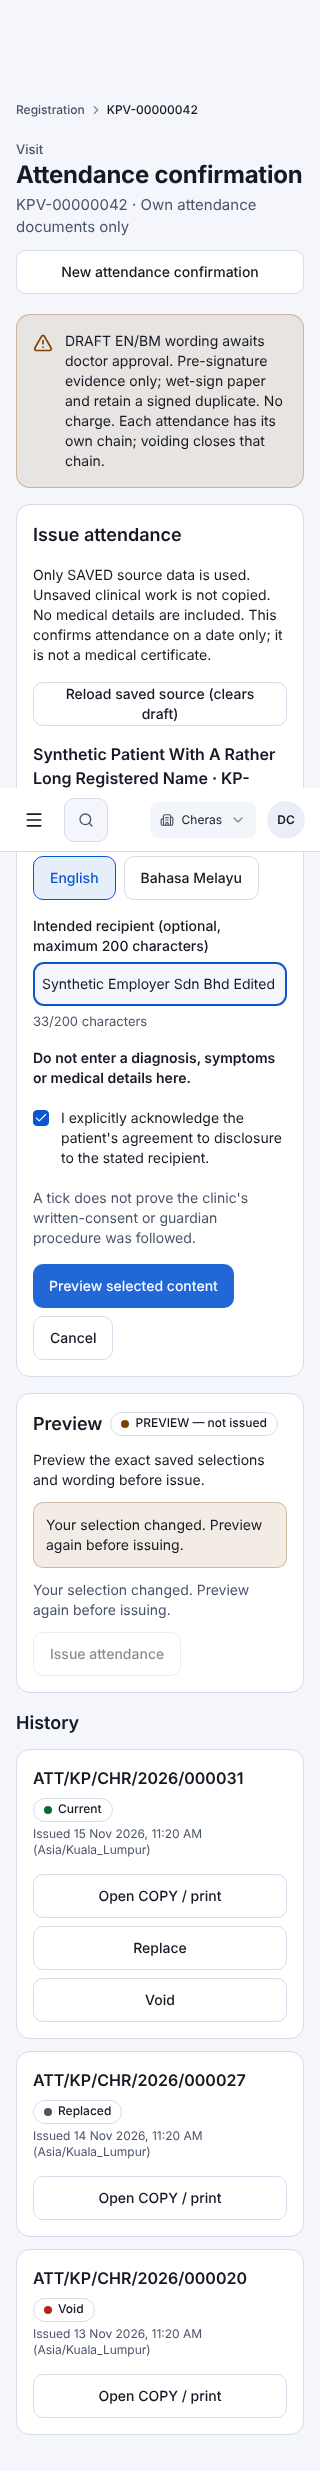 Registration > KPV-00000042
Visit
Attendance confirmation
KPV-00000042 · Own attendance
documents only
New attendance confirmation
DRAFT EN/BM wording awaits
doctor approval. Pre-signature
evidence only; wet-sign paper
and retain a signed duplicate. No
charge. Each attendance has its
own chain; voiding closes that
chain.
Issue attendance
Only SAVED source data is used.
Unsaved clinical work is not copied.
No medical details are included. This
confirms attendance on a date only; it
is not a medical certificate.
Reload saved source (clears
draft)
Synthetic Patient With A Rather
Long Registered Name · KP-
Cheras
DC
English
Bahasa Melayu
Intended recipient (optional,
maximum 200 characters)
Synthetic Employer Sdn Bhd Edited
33/200 characters
Do not enter a diagnosis, symptoms
or medical details here.
I explicitly acknowledge the
patient's agreement to disclosure
to the stated recipient.
A tick does not prove the clinic's
written-consent or guardian
procedure was followed.
Preview selected content
Cancel
Preview
PREVIEW — not issued
Preview the exact saved selections
and wording before issue.
Your selection changed. Preview
again before issuing.
Your selection changed. Preview
again before issuing.
Issue attendance
History
ATT/KP/CHR/2026/000031
Current
Issued 15 Nov 2026, 11:20 AM
(Asia/Kuala_Lumpur)
Open COPY / print
Replace
Void
ATT/KP/CHR/2026/000027
Replaced
Issued 14 Nov 2026, 11:20 AM
(Asia/Kuala_Lumpur)
Open COPY / print
ATT/KP/CHR/2026/000020
Void
Issued 13 Nov 2026, 11:20 AM
(Asia/Kuala_Lumpur)
Open COPY / print